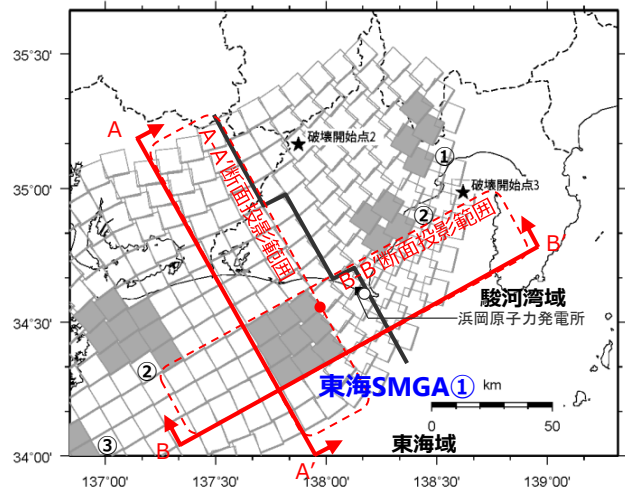 35°30'
35°00'
34°30'
34°00'
137°00'
137°30'
138°00'
138°30'
139°00'
A
A-A’断面投影範囲
★破壊開始点2
①
★破壊開始点3
②
B-B’断面投影範囲
B’
駿河湾域
浜岡原子力発電所
②
東海SMGA①
km
0
50
③
B
A’
東海域